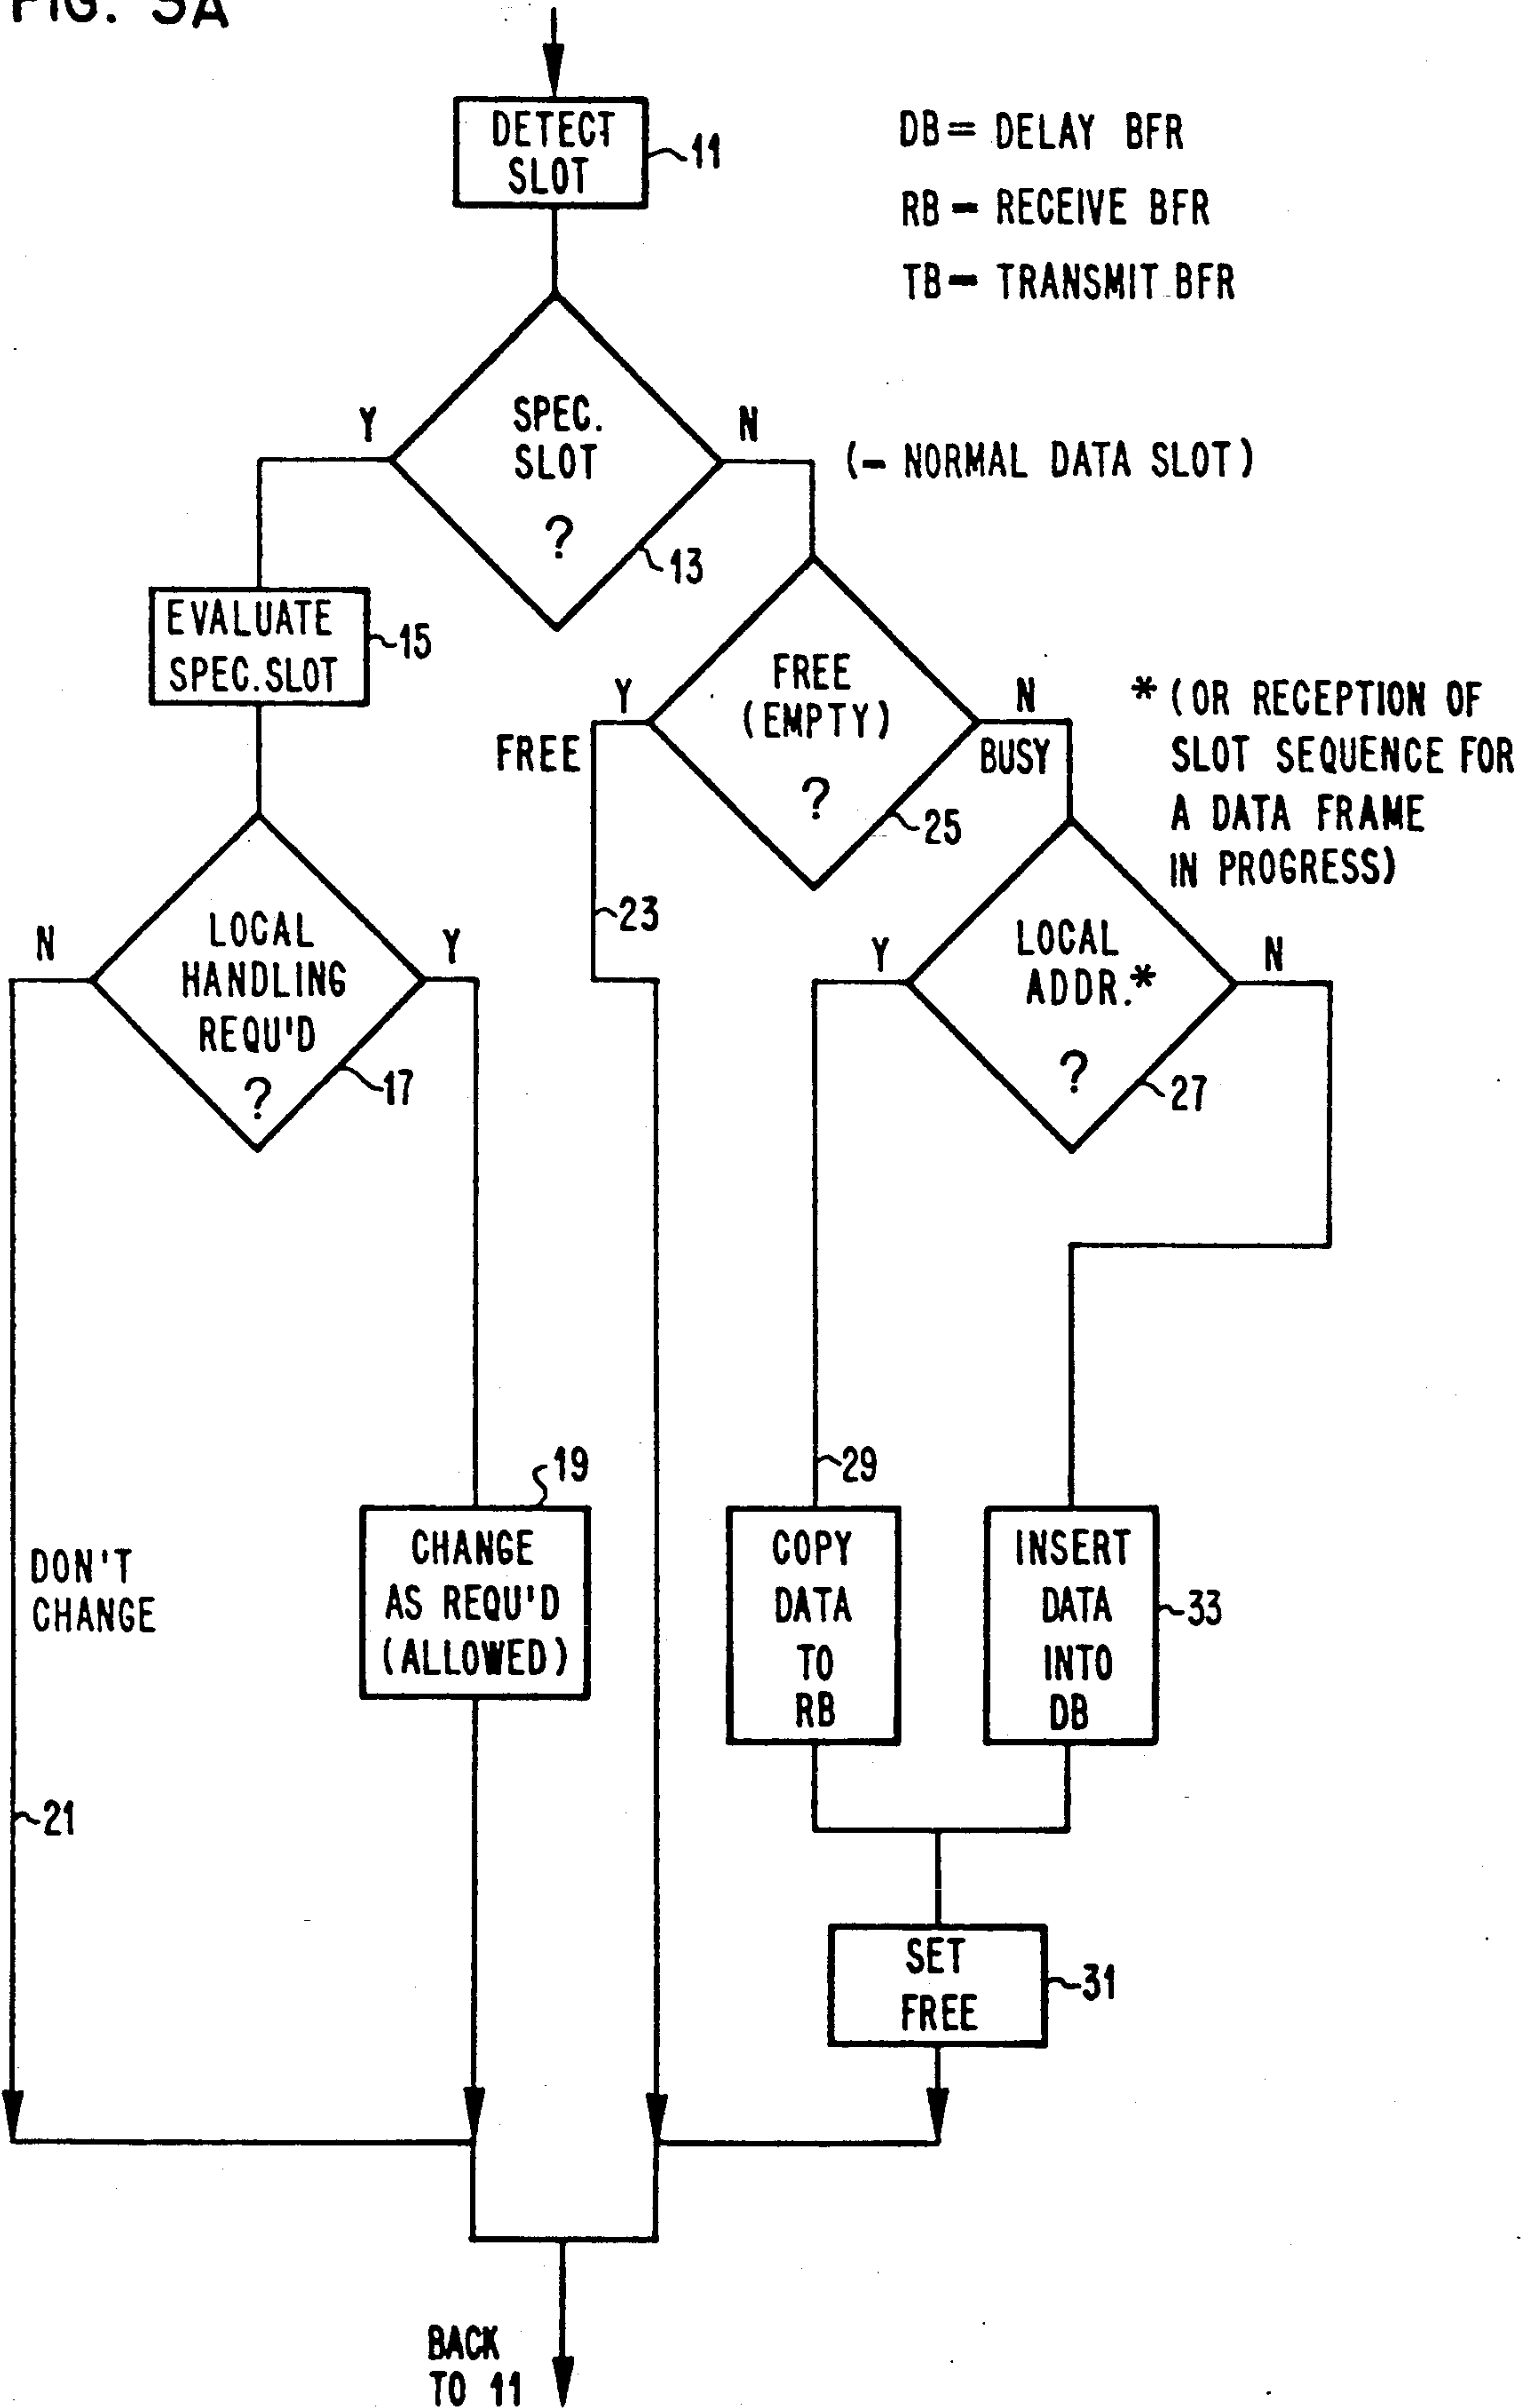 FIG. 3A
DETECT
SLOT
11
DB= DELAY BFR
RB- RECEIVE BFR
TB- TRANSMIT BFR
Y
SPEC.
SLOT
?
N
(- NORMAL DATA SLOT)
13
EVALUATE
SPEC. SLOT
15
Y
FREE
FREE
(EMPTY)
?
N
BUSY
25
* (OR RECEPTION OF
SLOT SEQUENCE FOR
A DATA FRAME
IN PROGRESS)
23
N
LOCAL
HANDLING
REQU'D
?
Y
17
Y
LOCAL
ADDR.*
?
N
27
29
19
DON'T
CHANGE
CHANGE
AS REQU'D
(ALLOWED)
COPY
DATA
TO
RB
INSERT
DATA
INTO
DB
33
21
SET
FREE
31
BACK
TO 11